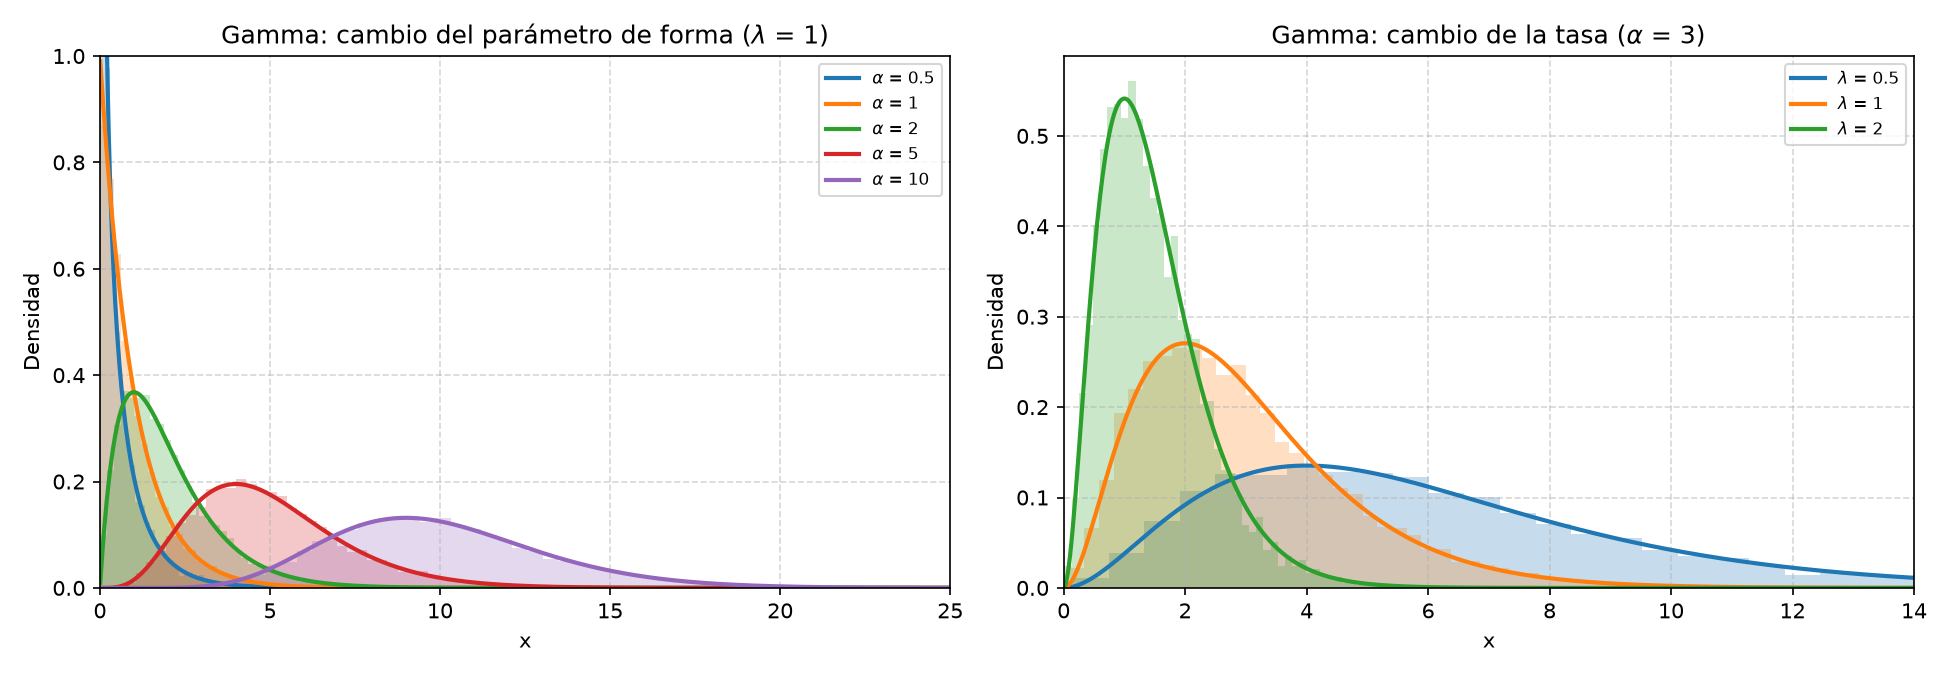 Gamma: cambio del parámetro de forma (λ = 1)
1.0
0.8
0.6
0.4
0.2
0.0
Densidad
0 5 10 15 20 25
x
α = 0.5
α = 1
α = 2
α = 5
α = 10
Gamma: cambio de la tasa (α = 3)
0.5
0.4
0.3
0.2
0.1
0.0
Densidad
0 2 4 6 8 10 12 14
x
λ = 0.5
λ = 1
λ = 2